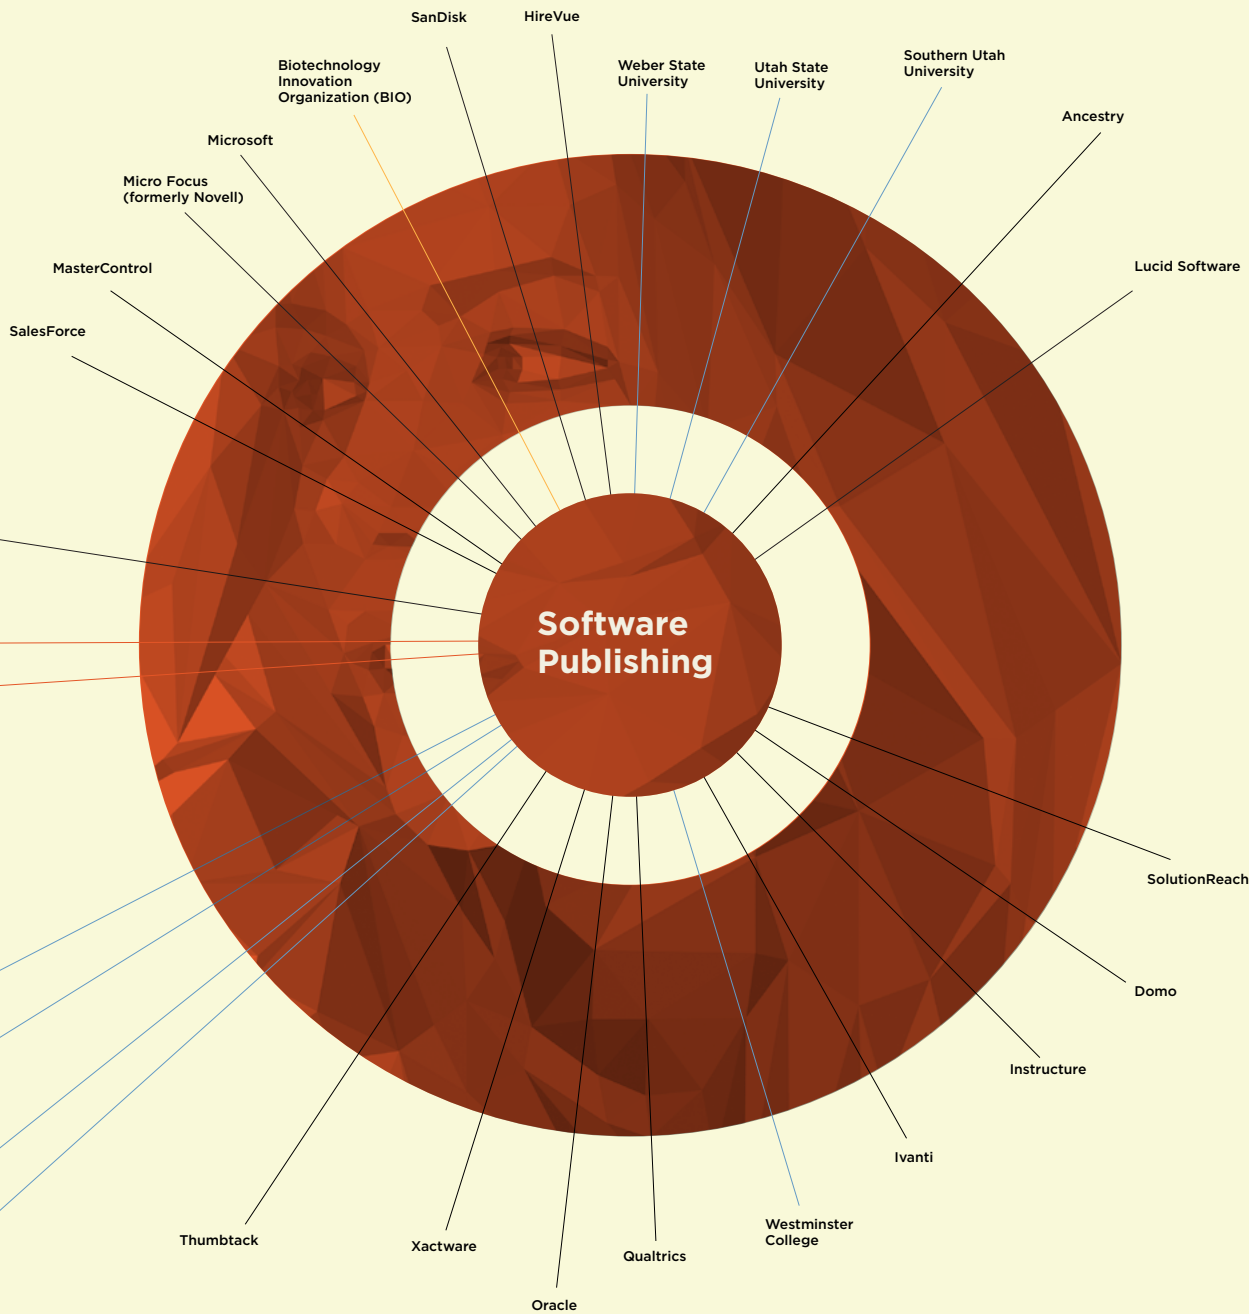 SanDisk
HireVue
Biotechnology
Innovation
Organization (BIO)
Weber State
University
Utah State
University
Southern Utah
University
Ancestry
Microsoft
Micro Focus
(formerly Novell)
MasterControl
Lucid Software
SalesForce
Software
Publishing
SolutionReach
Domo
Instructure
Ivanti
Westminster
College
Thumbtack
Xactware
Qualtrics
Oracle